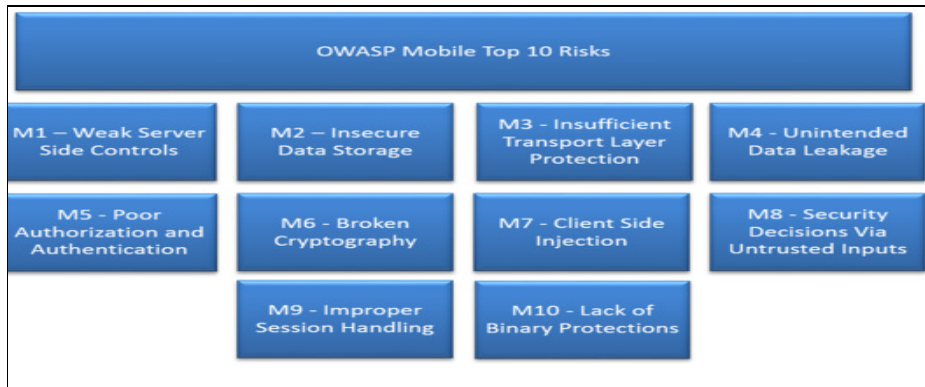 OWASP Mobile Top 10 Risks
M1 – Weak Server
Side Controls
M2 – Insecure
Data Storage
M3 - Insufficient
Transport Layer
Protection
M4 - Unintended
Data Leakage
M5 - Poor
Authorization and
Authentication
M6 - Broken
Cryptography
M7 - Client Side
Injection
M8 - Security
Decisions Via
Untrusted Inputs
M9 - Improper
Session Handling
M10 - Lack of
Binary Protections